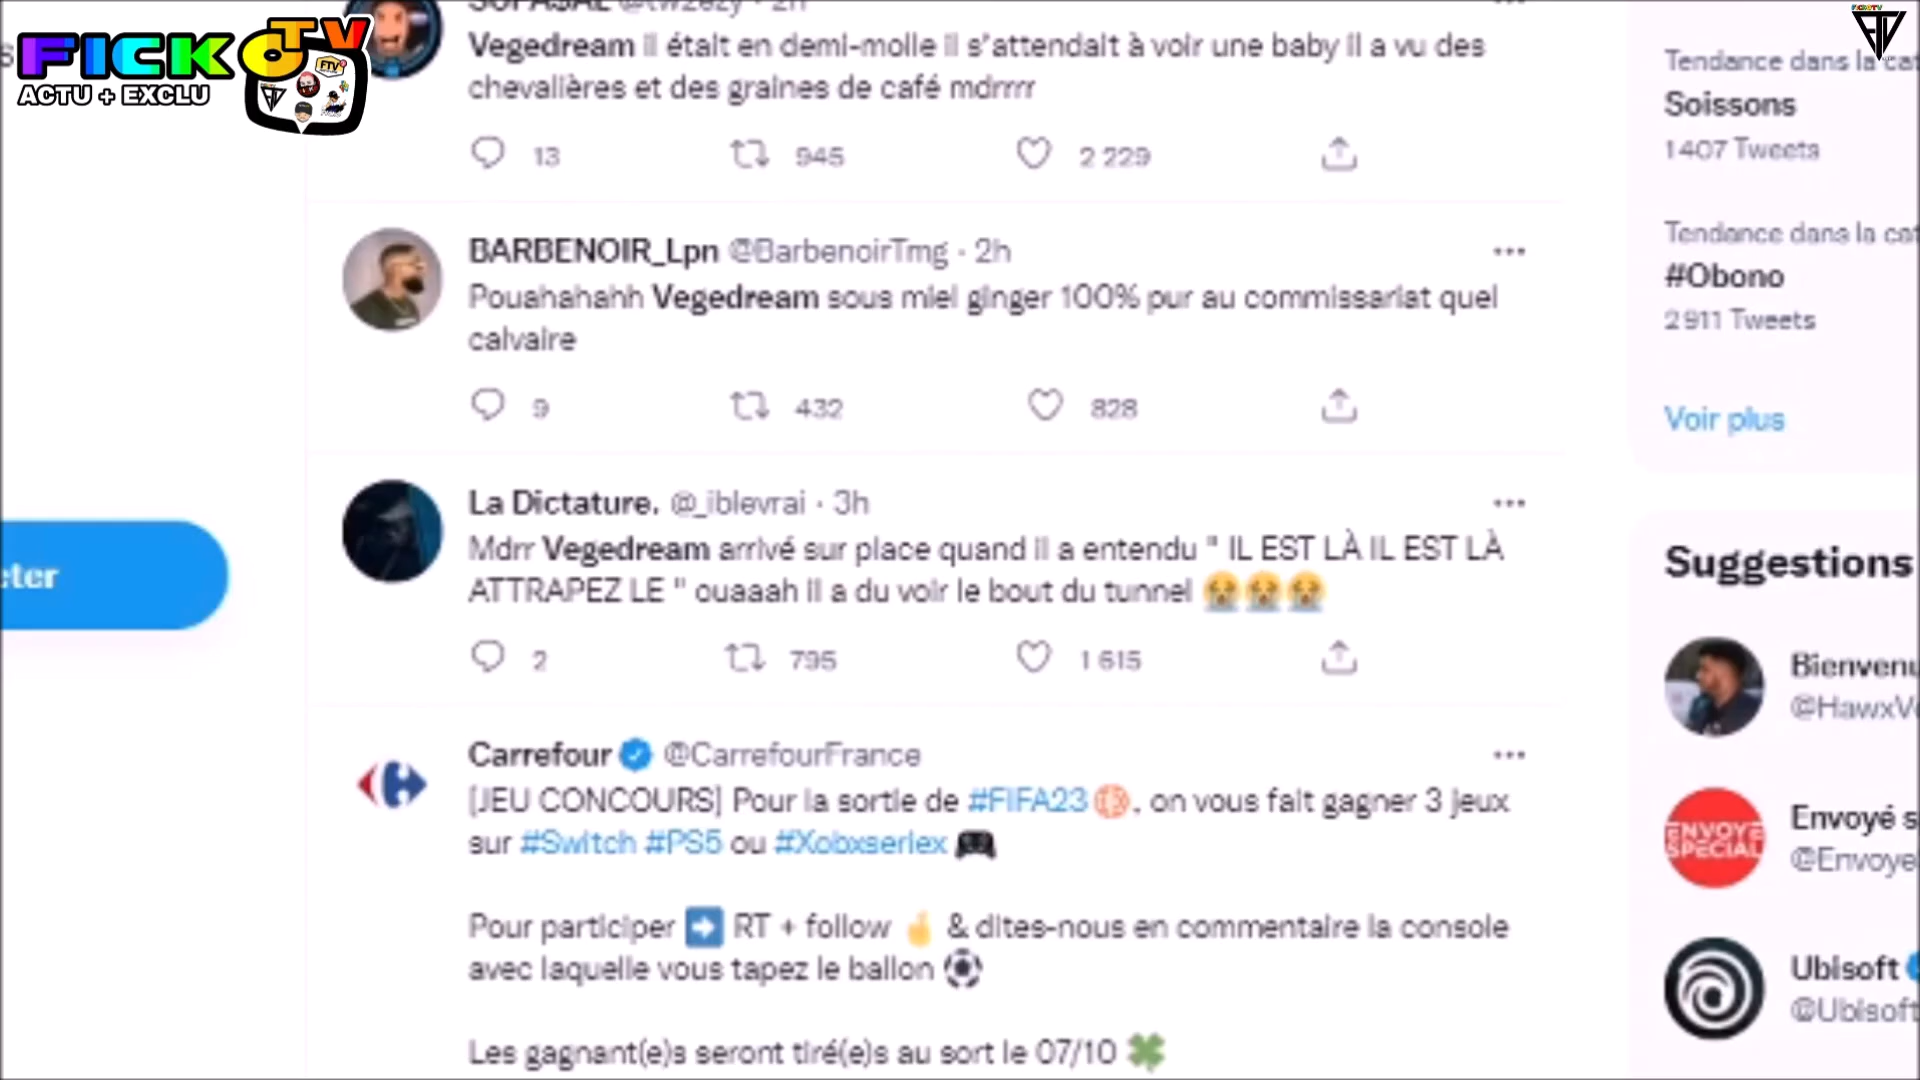 FICKO TV
ACTU + EXCLU
Vegedream il était en demi-molle il s'attendait à voir une baby il a vu des
chevalières et des graines de café mdrrrr
13 945 2 229
BARBENOIR_Lpn @BarbenoirTmg · 2h
Pouahahahh Vegedream sous miel ginger 100% pur au commissariat quel
calvaire
9 432 828
La Dictature. @_iblevrai · 3h
Mdrr Vegedream arrivé sur place quand il a entendu " IL EST LÀ IL EST LÀ
ATTRAPEZ LE " ouaaah il a du voir le bout du tunnel 😭😭😭
2 795 1 615
Carrefour @CarrefourFrance
[JEU CONCOURS] Pour la sortie de #FIFA23, on vous fait gagner 3 jeux
sur #Switch #PS5 ou #Xobxseriex 🎮
Pour participer ➡️ RT + follow ☝ & dites-nous en commentaire la console
avec laquelle vous tapez le ballon ⚽
Les gagnant(e)s seront tiré(e)s au sort le 07/10 🍀
eter
Tendance dans la cat
Soissons
1 407 Tweets
Tendance dans la cat
#Obono
2 911 Tweets
Voir plus
Suggestions
Bienvenu
@HawxV
ENVOYÉ
SPECIAL
Envoyé s
@Envoye
Ubisoft
@Ubisoft